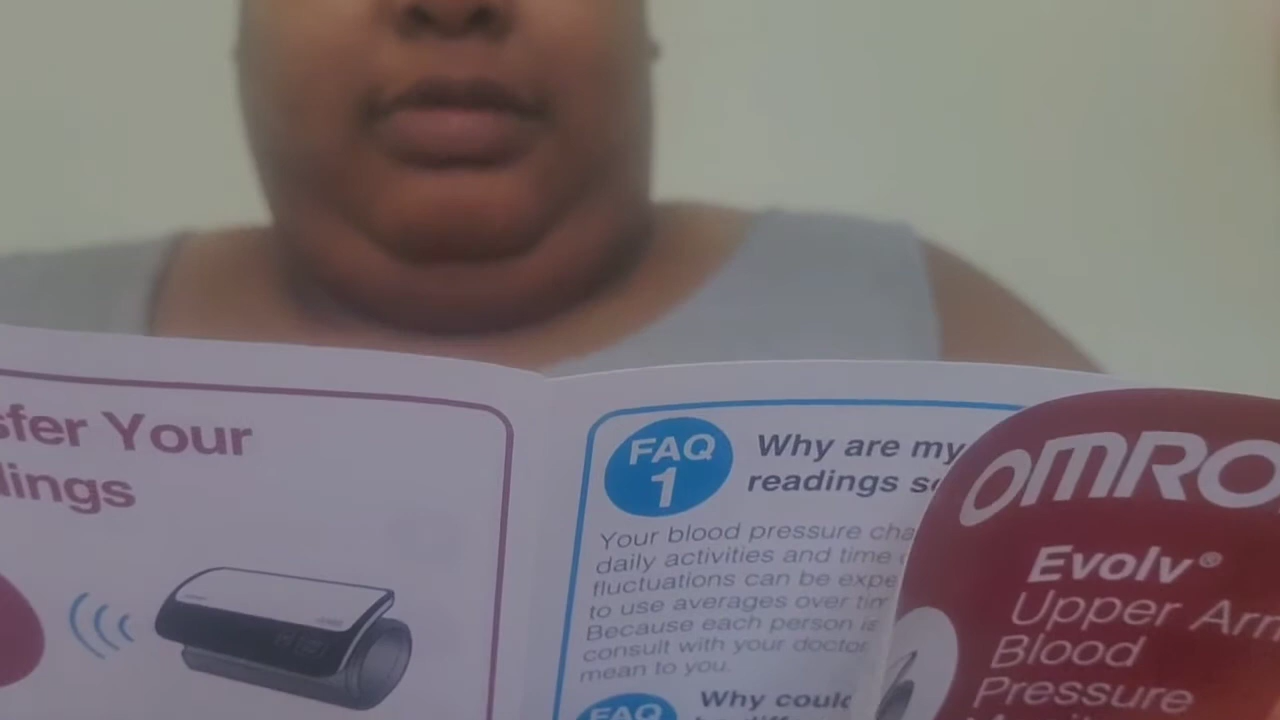 sfer Your
dings
FAQ
1
Why are my
readings
Your blood pressure cha
daily activities and time
fluctuations can be expe
to use averages over tim
Because each person is
consult with your doctor
mean to you.
FAQ
Why could
OMRO
Evolv®
Upper Arm
Blood
Pressure